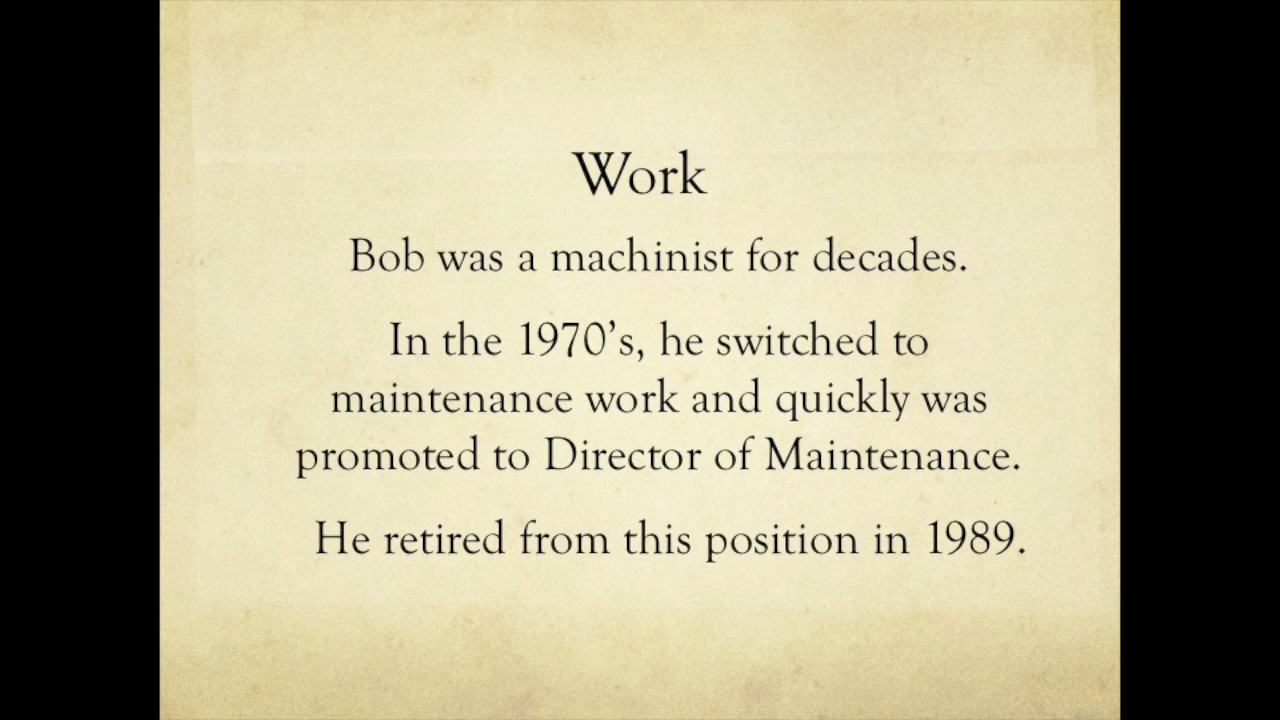 Work
Bob was a machinist for decades.
In the 1970’s, he switched to
maintenance work and quickly was
promoted to Director of Maintenance.
He retired from this position in 1989.